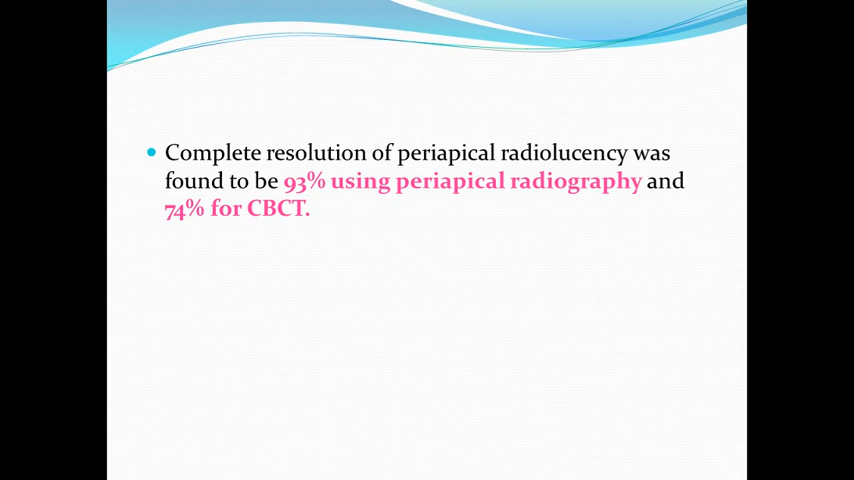 Complete resolution of periapical radiolucency was
found to be 93% using periapical radiography and
74% for CBCT.